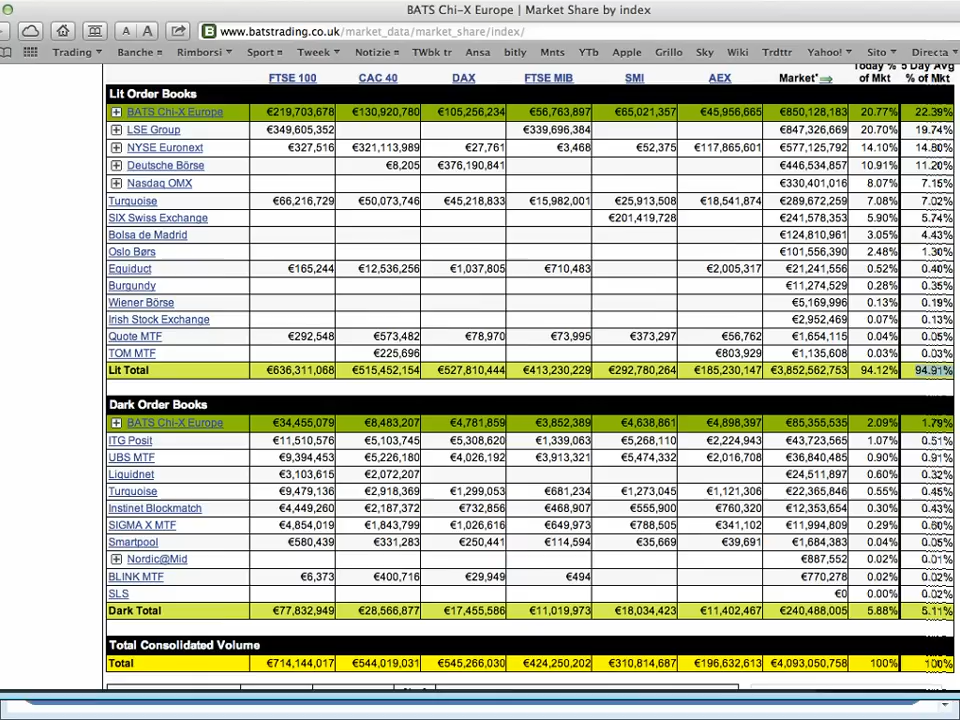 BATS Chi-X Europe | Market Share by index
A A B www.batstrading.co.uk/market_data/market_share/index/
Trading Banche Rimborsi Sport Tweek Notizie TWbk tr Ansa bitly Mnts YTb Apple Grillo Sky Wiki Trdttr Yahoo! Sito Directa
Today % 5 Day Avg
FTSE 100 CAC 40 DAX FTSE MIB SMI AEX Market* of Mkt % of Mkt
Lit Order Books
BATS Chi-X Europe €219,703,678 €130,920,780 €105,256,234 €56,763,897 €65,021,357 €45,956,665 €850,128,183 20.77% 22.39%
LSE Group €349,605,352 €339,696,384 €847,326,669 20.70% 19.74%
NYSE Euronext €327,516 €321,113,989 €27,761 €3,468 €52,375 €117,865,601 €577,125,792 14.10% 14.80%
Deutsche Börse €8,205 €376,190,841 €446,534,857 10.91% 11.20%
Nasdaq OMX €330,401,016 8.07% 7.15%
Turquoise €66,216,729 €50,073,746 €45,218,833 €15,982,001 €25,913,508 €18,541,874 €289,672,259 7.08% 7.02%
SIX Swiss Exchange €201,419,728 €241,578,353 5.90% 5.74%
Bolsa de Madrid €124,810,961 3.05% 4.43%
Oslo Børs €101,556,390 2.48% 1.30%
Equiduct €165,244 €12,536,256 €1,037,805 €710,483 €2,005,317 €21,241,556 0.52% 0.40%
Burgundy €11,274,529 0.28% 0.35%
Wiener Börse €5,169,996 0.13% 0.19%
Irish Stock Exchange €2,952,469 0.07% 0.13%
Quote MTF €292,548 €573,482 €78,970 €73,995 €373,297 €56,762 €1,654,115 0.04% 0.05%
TOM MTF €225,696 €803,929 €1,135,608 0.03% 0.03%
Lit Total €636,311,068 €515,452,154 €527,810,444 €413,230,229 €292,780,264 €185,230,147 €3,852,562,753 94.12% 94.91%
Dark Order Books
BATS Chi-X Europe €34,455,079 €8,483,207 €4,781,859 €3,852,389 €4,638,861 €4,898,397 €85,355,535 2.09% 1.79%
ITG Posit €11,510,576 €5,103,745 €5,308,620 €1,339,063 €5,268,110 €2,224,943 €43,723,565 1.07% 0.51%
UBS MTF €9,394,453 €5,226,180 €4,026,192 €3,913,321 €5,474,332 €2,016,708 €36,840,485 0.90% 0.91%
Liquidnet €3,103,615 €2,072,207 €24,511,897 0.60% 0.32%
Turquoise €9,479,136 €2,918,369 €1,299,053 €681,234 €1,273,045 €1,121,306 €22,365,846 0.55% 0.45%
Instinet Blockmatch €4,449,260 €2,187,372 €732,856 €468,907 €555,900 €760,320 €12,353,654 0.30% 0.43%
SIGMA X MTF €4,854,019 €1,843,799 €1,026,616 €649,973 €788,505 €341,102 €11,994,809 0.29% 0.60%
Smartpool €580,439 €331,283 €250,441 €114,594 €35,669 €39,691 €1,684,383 0.04% 0.05%
Nordic@Mid €887,552 0.02% 0.01%
BLINK MTF €6,373 €400,716 €29,949 €494 €770,278 0.02% 0.02%
SLS €0 0.00% 0.02%
Dark Total €77,832,949 €28,566,877 €17,455,586 €11,019,973 €18,034,423 €11,402,467 €240,488,005 5.88% 5.11%
Total Consolidated Volume
Total €714,144,017 €544,019,031 €545,266,030 €424,250,202 €310,814,687 €196,632,613 €4,093,050,758 100% 100%